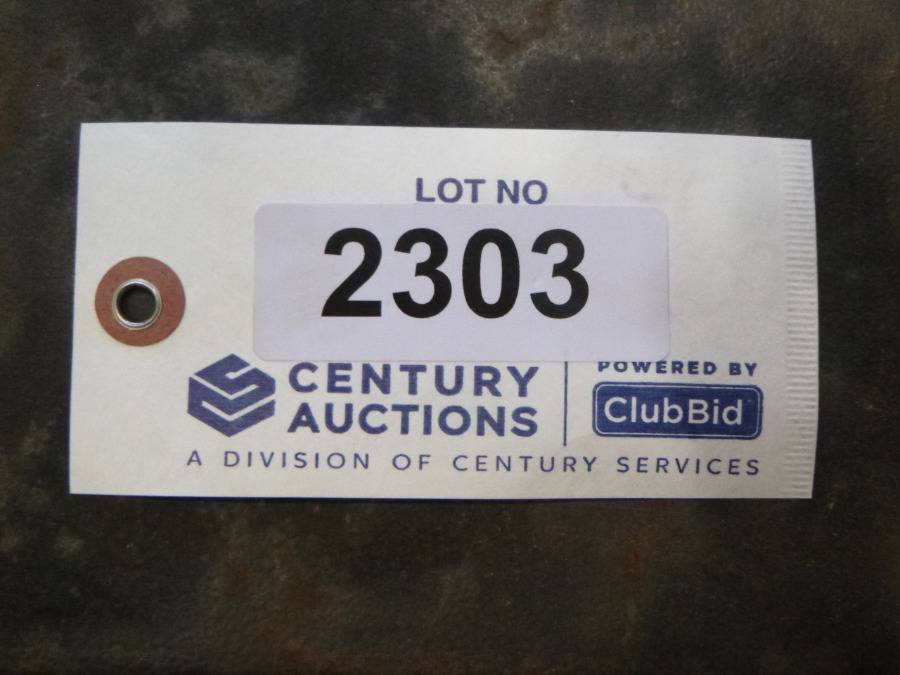 LOT NO
2303
CENTURY
AUCTIONS
POWERED BY
ClubBid
A DIVISION OF CENTURY SERVICES